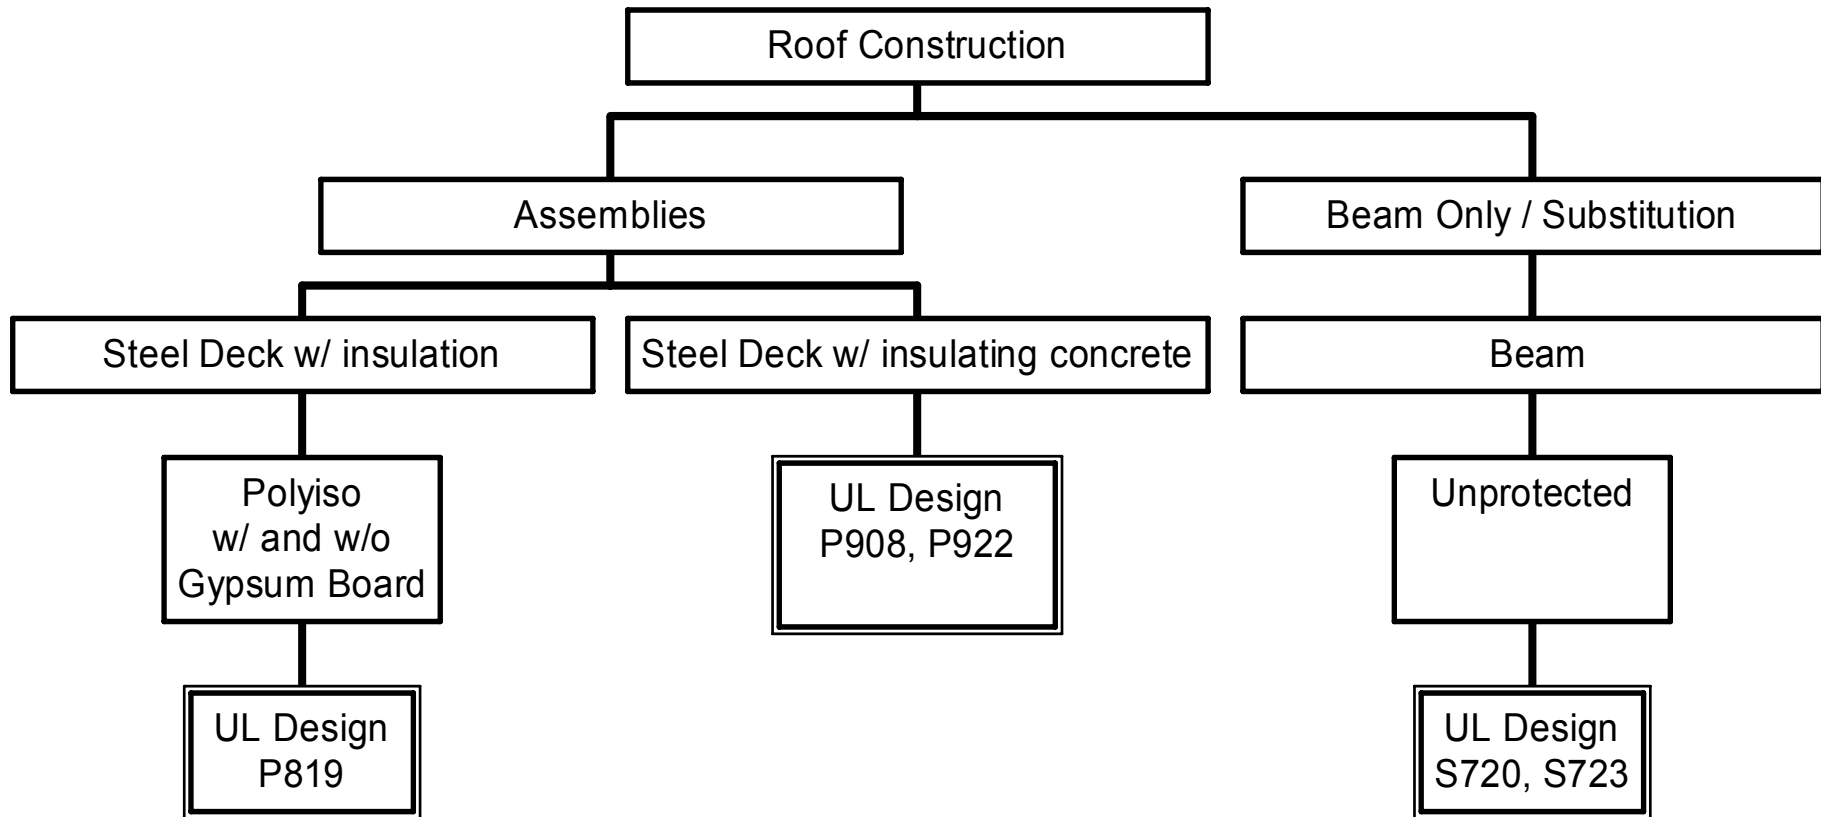 Roof Construction
Assemblies
Beam Only / Substitution
Steel Deck w/ insulation
Steel Deck w/ insulating concrete
Beam
Polyiso
w/ and w/o
Gypsum Board
UL Design
P908, P922
Unprotected
UL Design
P819
UL Design
S720, S723